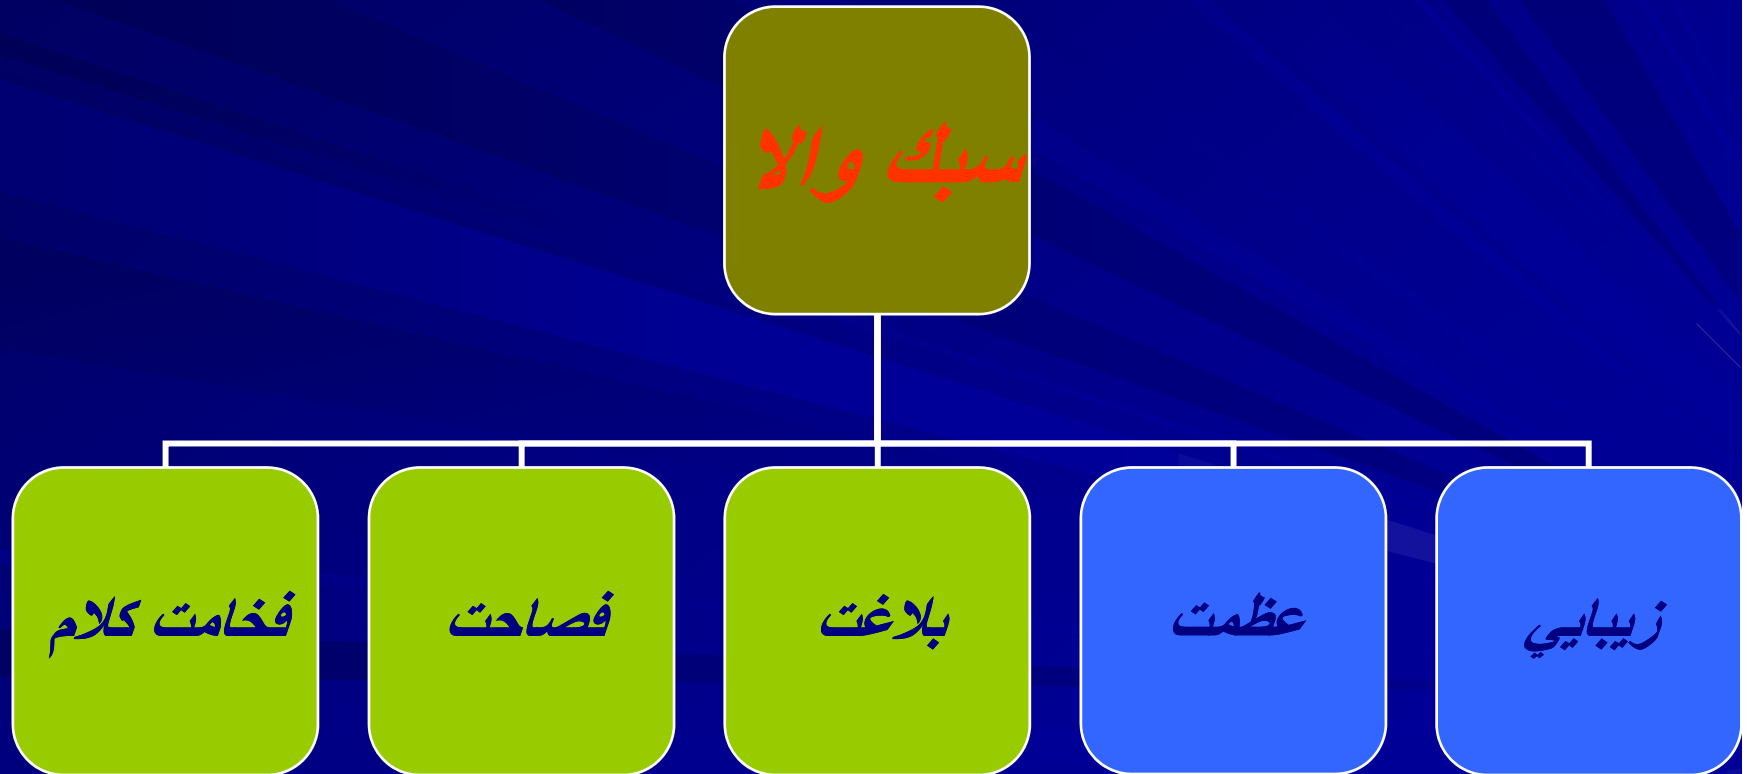 سبك والا
زيبايي
عظمت
بلاغت
فصاحت
فخامت كلام